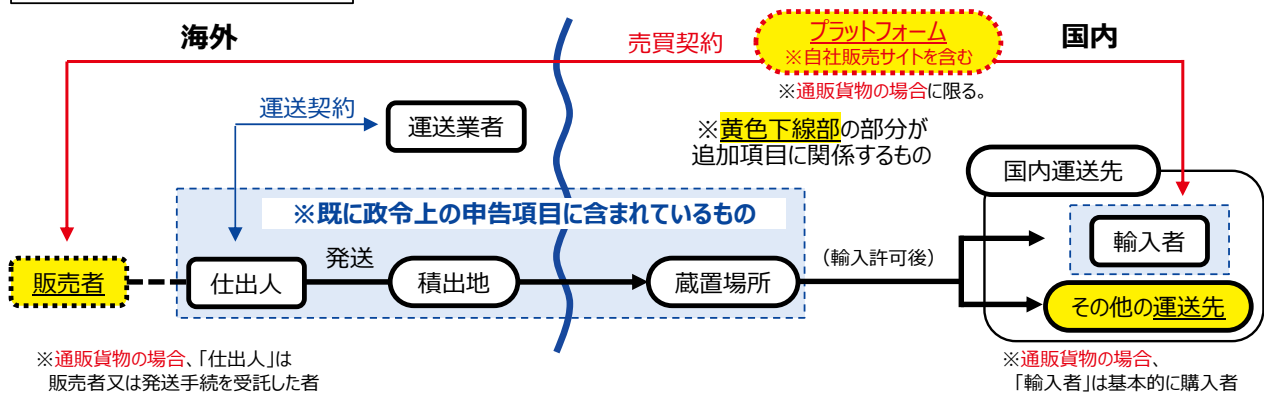 海外
売買契約
プラットフォーム
※自社販売サイトを含む
国内
※通販貨物の場合に限る。
運送契約
運送業者
※黄色下線部の部分が
追加項目に関係するもの
国内運送先
※既に政令上の申告項目に含まれているもの
輸入者
販売者
仕出人
発送
積出地
蔵置場所
（輸入許可後）
その他の運送先
※通販貨物の場合、「仕出人」は
販売者又は発送手続を受託した者
※通販貨物の場合、
「輸入者」は基本的に購入者